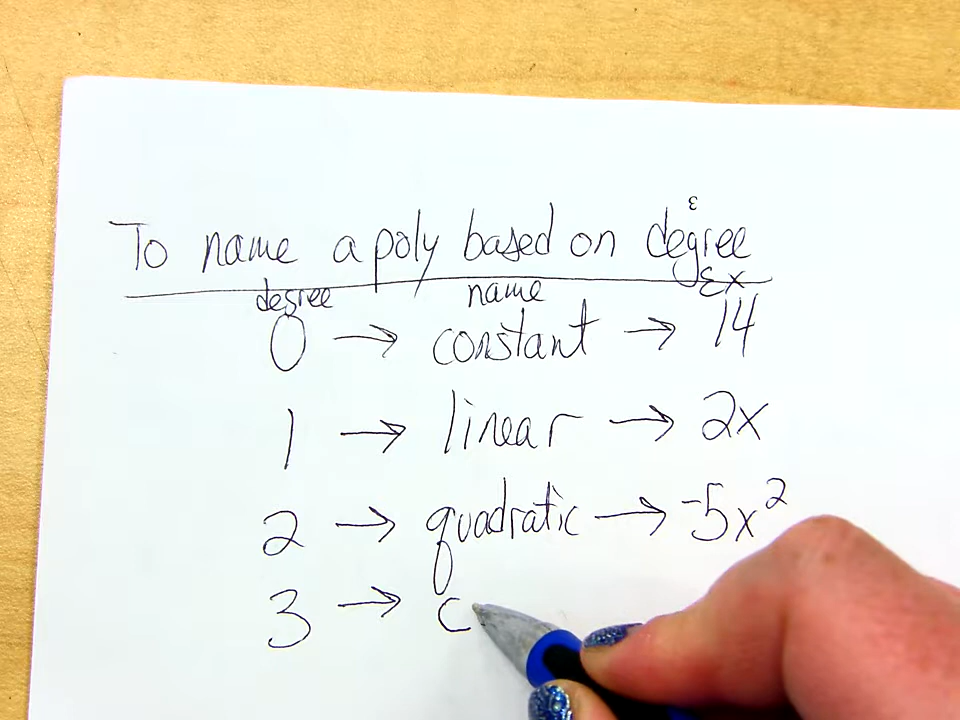 To name a poly based on degree
degree name Ex
0 → constant → 14
1 → linear → 2x
2 → quadratic → -5x²
3 → c